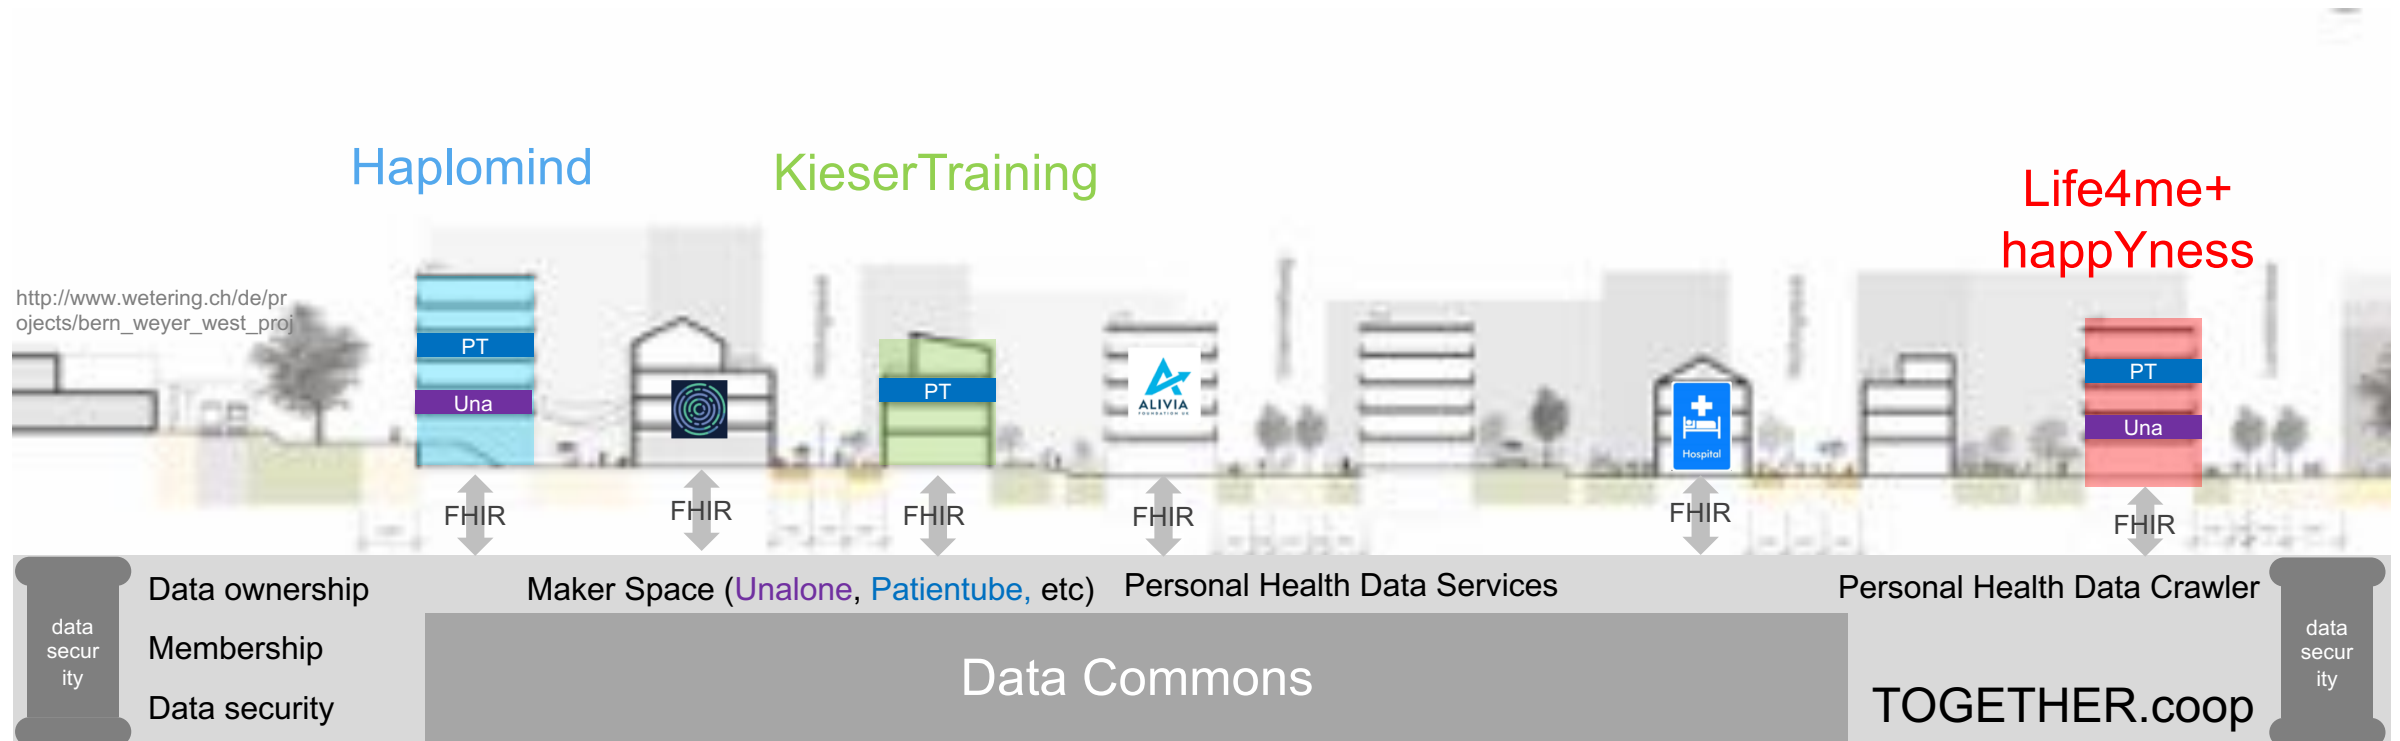 Haplomind
KieserTraining
Life4me+
happYness
http://www.wetering.ch/de/pr
ojects/bern_weyer_west_proj
PT
Una
PT
ALIVIA
FOUNDATION
Hospital
PT
Una
FHIR
FHIR
FHIR
FHIR
FHIR
FHIR
data
secur
ity
Data ownership
Membership
Data security
Maker Space (Unalone, Patientube, etc)
Personal Health Data Services
Personal Health Data Crawler
Data Commons
TOGETHER.coop
data
secur
ity